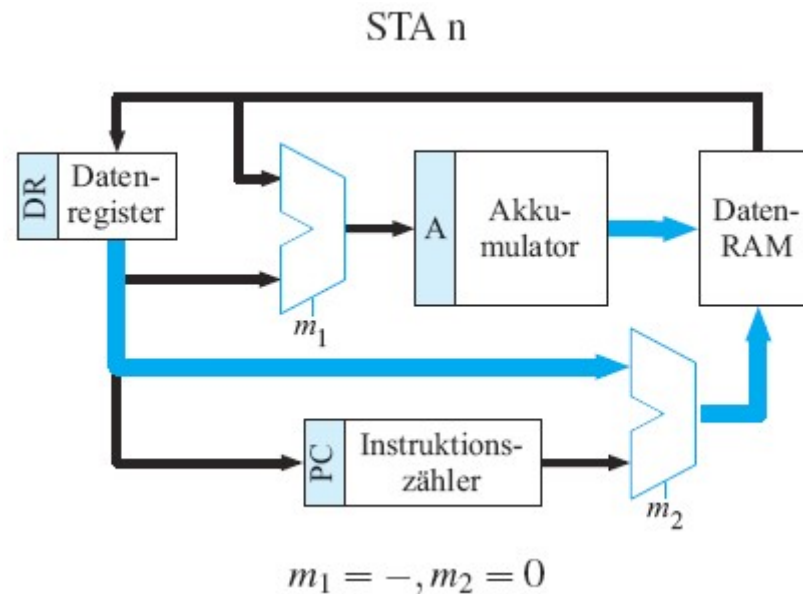 STA n
DR
Daten-
register
A
Akku-
mulator
Daten-
RAM
m₁
PC
Instruktions-
zähler
m₂
m₁ = −, m₂ = 0